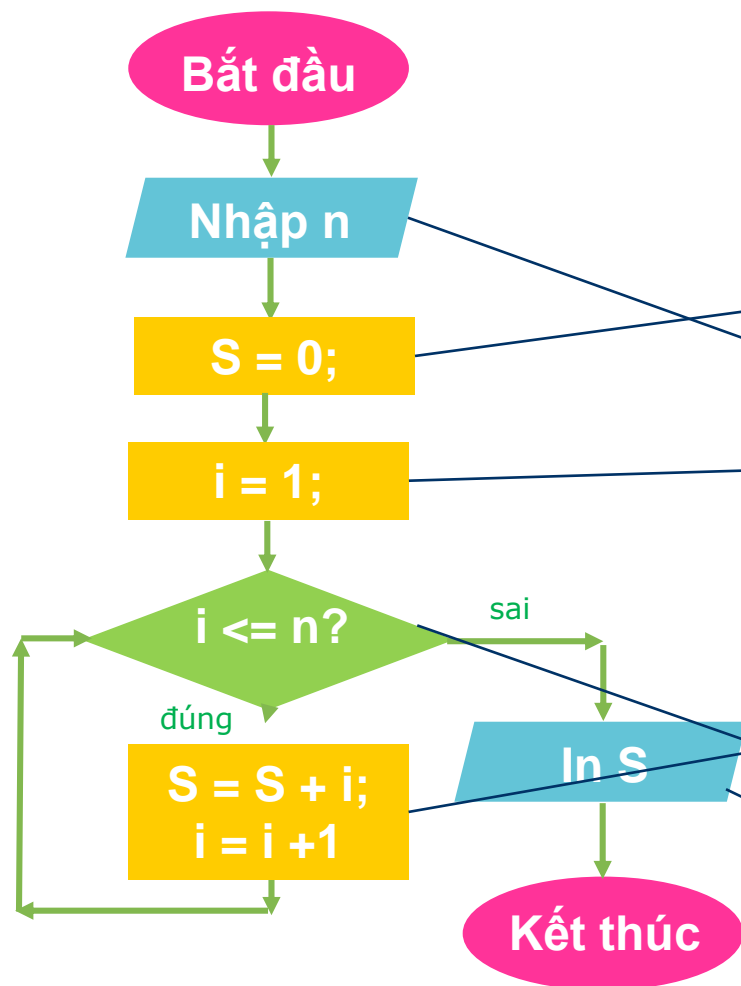 Bắt đầu
Nhập n
S = 0;
i = 1;
i <= n?
sai
đúng
S = S + i;
i = i +1
In S
Kết thúc